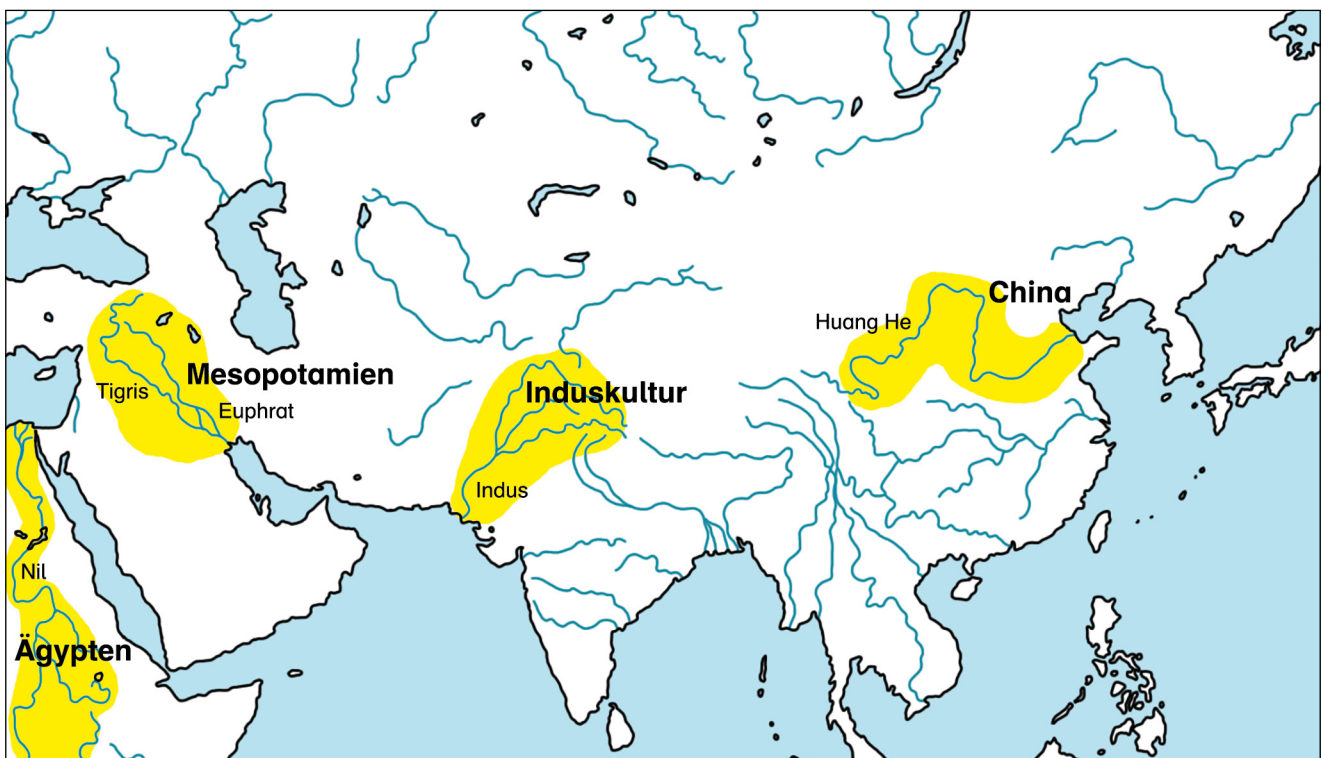 China
Huang He
Mesopotamien
Tigris
Euphrat
Induskultur
Indus
Nil
Ägypten